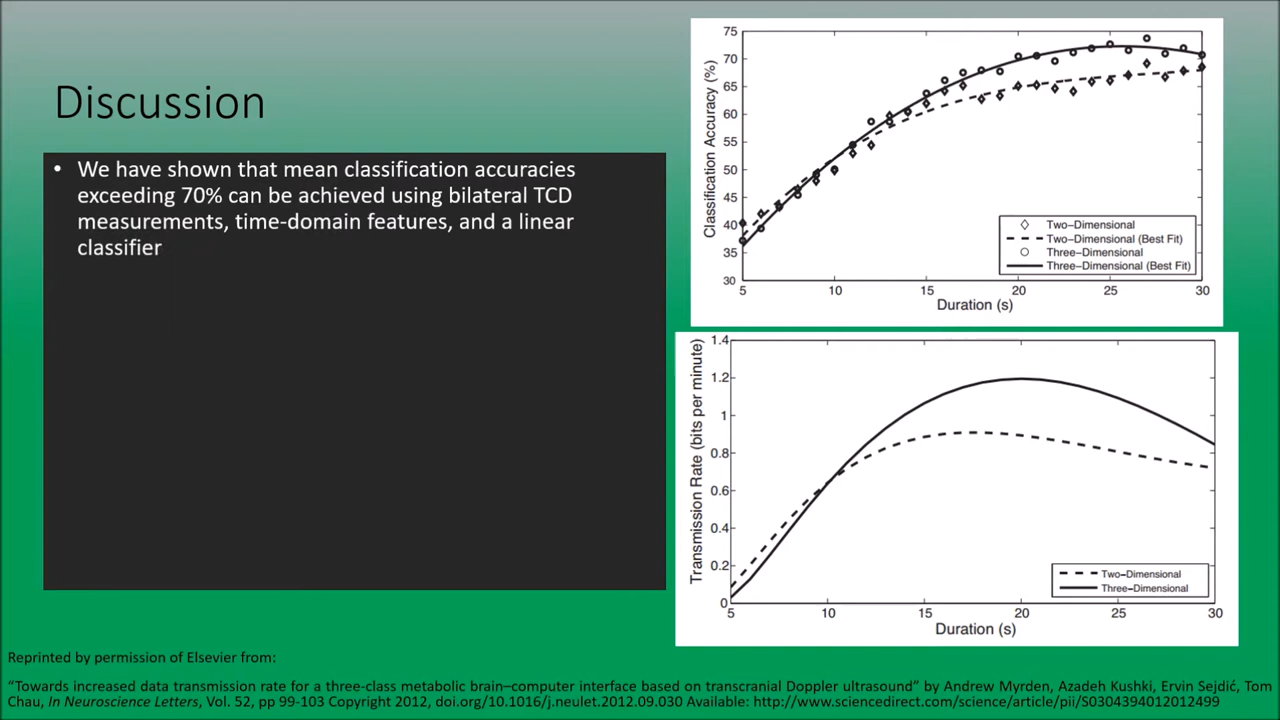 Discussion
• We have shown that mean classification accuracies
exceeding 70% can be achieved using bilateral TCD
measurements, time-domain features, and a linear
classifier
75
70
65
60
55
50
45
40
35
30
Classification Accuracy (%)
Two–Dimensional
Two–Dimensional (Best Fit)
Three–Dimensional
Three–Dimensional (Best Fit)
5 10 15 20 25 30
Duration (s)
1.4
1.2
1
0.8
0.6
0.4
0.2
0
Transmission Rate (bits per minute)
Two–Dimensional
Three–Dimensional
5 10 15 20 25 30
Duration (s)
Reprinted by permission of Elsevier from:
“Towards increased data transmission rate for a three-class metabolic brain–computer interface based on transcranial Doppler ultrasound” by Andrew Myrden, Azadeh Kushki, Ervin Sejdić, Tom
Chau, In Neuroscience Letters, Vol. 52, pp 99-103 Copyright 2012, doi.org/10.1016/j.neulet.2012.09.030 Available: http://www.sciencedirect.com/science/article/pii/S0304394012012499